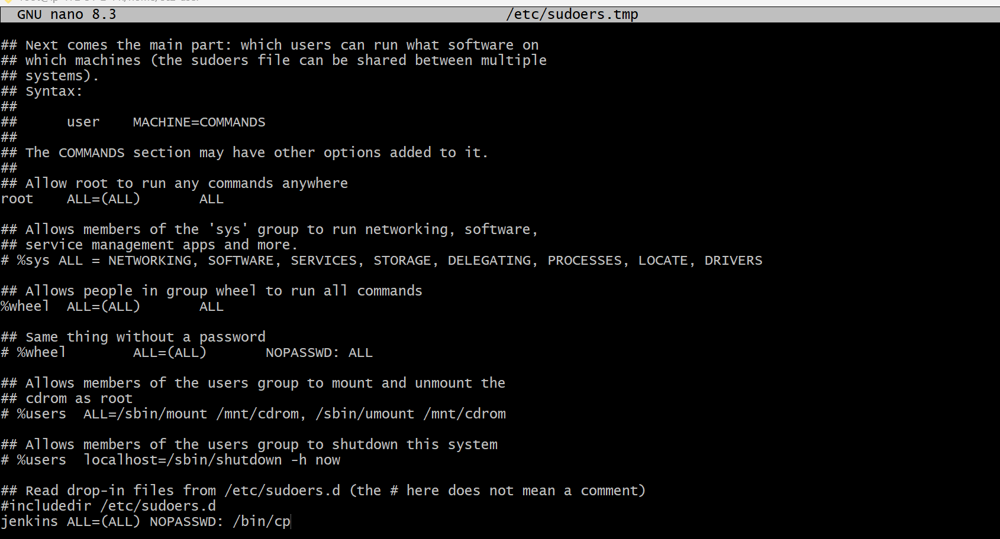 GNU nano 8.3 /etc/sudoers.tmp
## Next comes the main part: which users can run what software on
## which machines (the sudoers file can be shared between multiple
## systems).
## Syntax:
##
## user MACHINE=COMMANDS
##
## The COMMANDS section may have other options added to it.
##
## Allow root to run any commands anywhere
root ALL=(ALL) ALL
## Allows members of the 'sys' group to run networking, software,
## service management apps and more.
# %sys ALL = NETWORKING, SOFTWARE, SERVICES, STORAGE, DELEGATING, PROCESSES, LOCATE, DRIVERS
## Allows people in group wheel to run all commands
%wheel ALL=(ALL) ALL
## Same thing without a password
# %wheel ALL=(ALL) NOPASSWD: ALL
## Allows members of the users group to mount and unmount the
## cdrom as root
# %users ALL=/sbin/mount /mnt/cdrom, /sbin/umount /mnt/cdrom
## Allows members of the users group to shutdown this system
# %users localhost=/sbin/shutdown -h now
## Read drop-in files from /etc/sudoers.d (the # here does not mean a comment)
#includedir /etc/sudoers.d
jenkins ALL=(ALL) NOPASSWD: /bin/cp